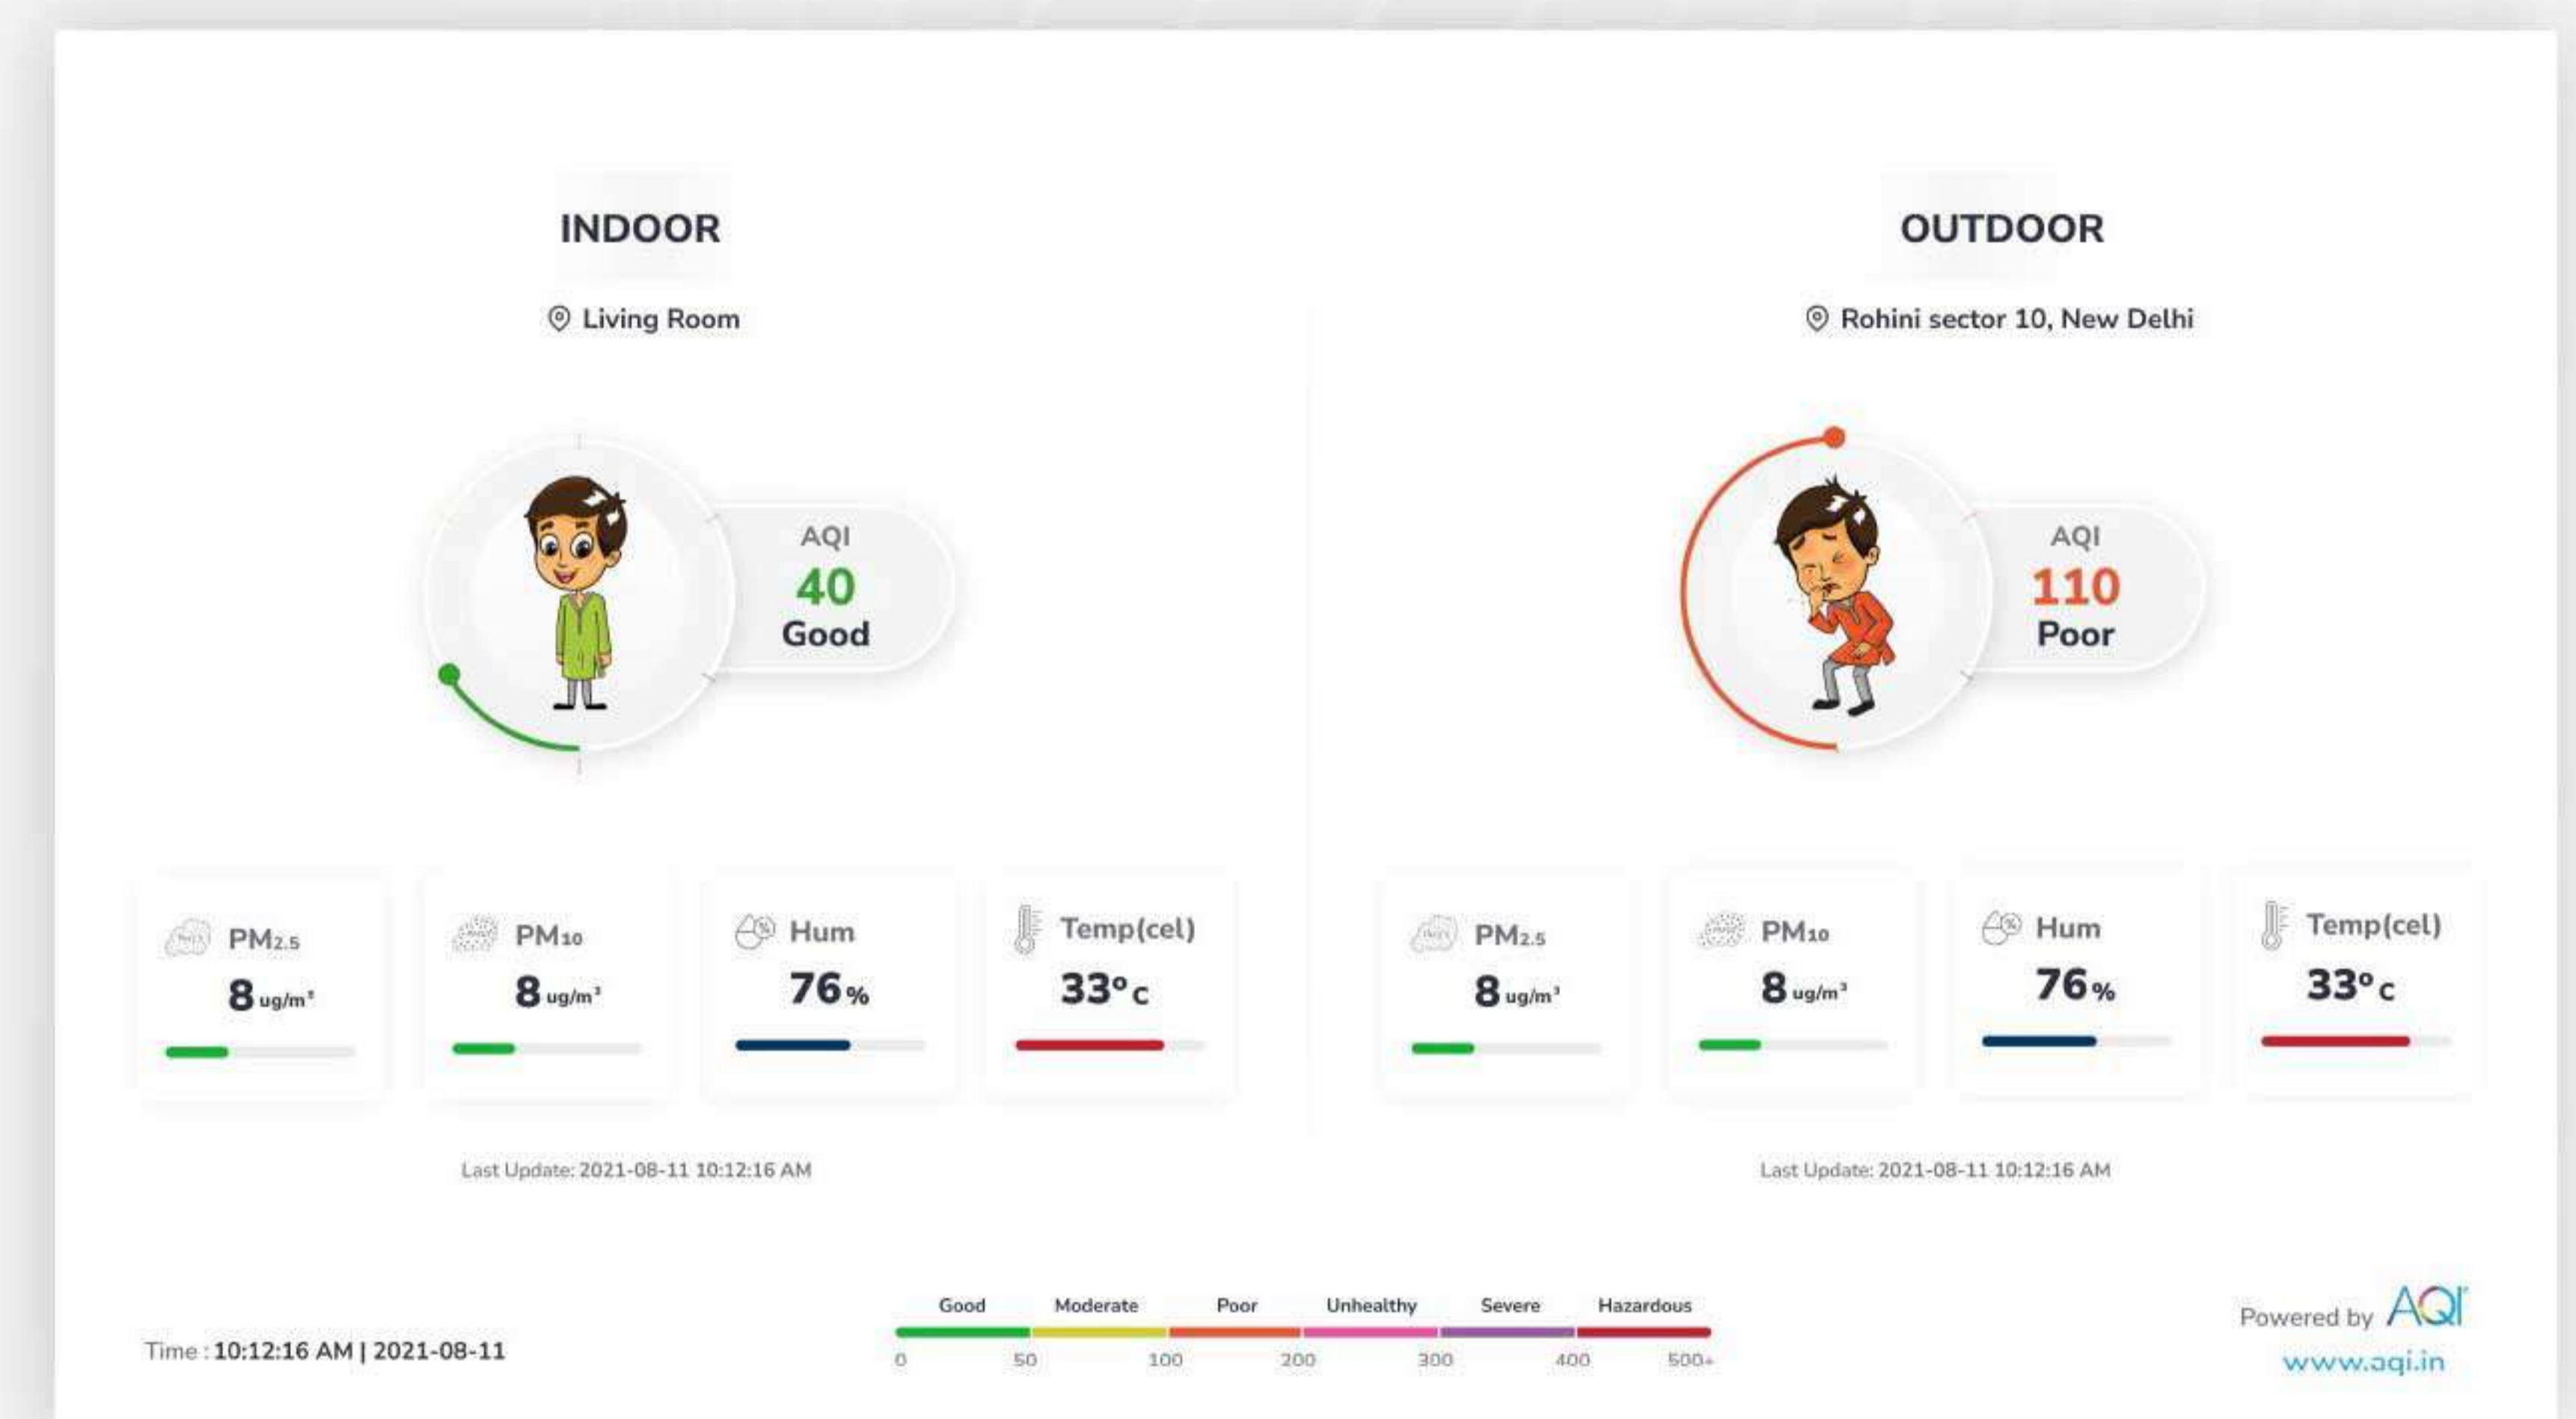 INDOOR
Living Room
AQI
40
Good
PM2.5
8 ug/m³
PM10
8 ug/m³
Hum
76 %
Temp(cel)
33° c
Last Update: 2021-08-11 10:12:16 AM
OUTDOOR
Rohini sector 10, New Delhi
AQI
110
Poor
PM2.5
8 ug/m³
PM10
8 ug/m³
Hum
76 %
Temp(cel)
33° c
Last Update: 2021-08-11 10:12:16 AM
Time : 10:12:16 AM | 2021-08-11
Good Moderate Poor Unhealthy Severe Hazardous
0 50 100 200 300 400 500+
Powered by AQI
www.aqi.in